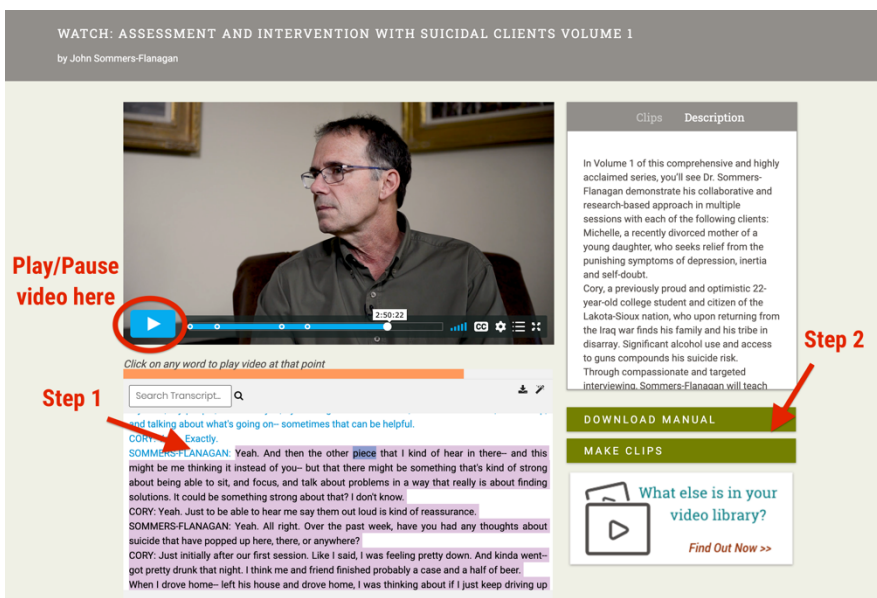 WATCH: ASSESSMENT AND INTERVENTION WITH SUICIDAL CLIENTS VOLUME 1
by John Sommers-Flanagan
Play/Pause
video here
2:50:22
CC
Click on any word to play video at that point
Step 1
Search Transcript...
and talking about what's going on-- sometimes that can be helpful.
CORY: Exactly.
SOMMERS-FLANAGAN: Yeah. And then the other piece that I kind of hear in there-- and this
might be me thinking it instead of you-- but that there might be something that's kind of strong
about being able to sit, and focus, and talk about problems in a way that really is about finding
solutions. It could be something strong about that? I don't know.
CORY: Yeah. Just to be able to hear me say them out loud is kind of reassurance.
SOMMERS-FLANAGAN: Yeah. All right. Over the past week, have you had any thoughts about
suicide that have popped up here, there, or anywhere?
CORY: Just initially after our first session. Like I said, I was feeling pretty down. And kinda went--
got pretty drunk that night. I think me and friend finished probably a case and a half of beer.
When I drove home-- left his house and drove home, I was thinking about if I just keep driving up
Clips Description
In Volume 1 of this comprehensive and highly
acclaimed series, you'll see Dr. Sommers-
Flanagan demonstrate his collaborative and
research-based approach in multiple
sessions with each of the following clients:
Michelle, a recently divorced mother of a
young daughter, who seeks relief from the
punishing symptoms of depression, inertia
and self-doubt.
Cory, a previously proud and optimistic 22-
year-old college student and citizen of the
Lakota-Sioux nation, who upon returning from
the Iraq war finds his family and his tribe in
disarray. Significant alcohol use and access
to guns compounds his suicide risk.
Through compassionate and targeted
interviewing, Sommers-Flanagan will teach
Step 2
DOWNLOAD MANUAL
MAKE CLIPS
What else is in your
video library?
Find Out Now >>